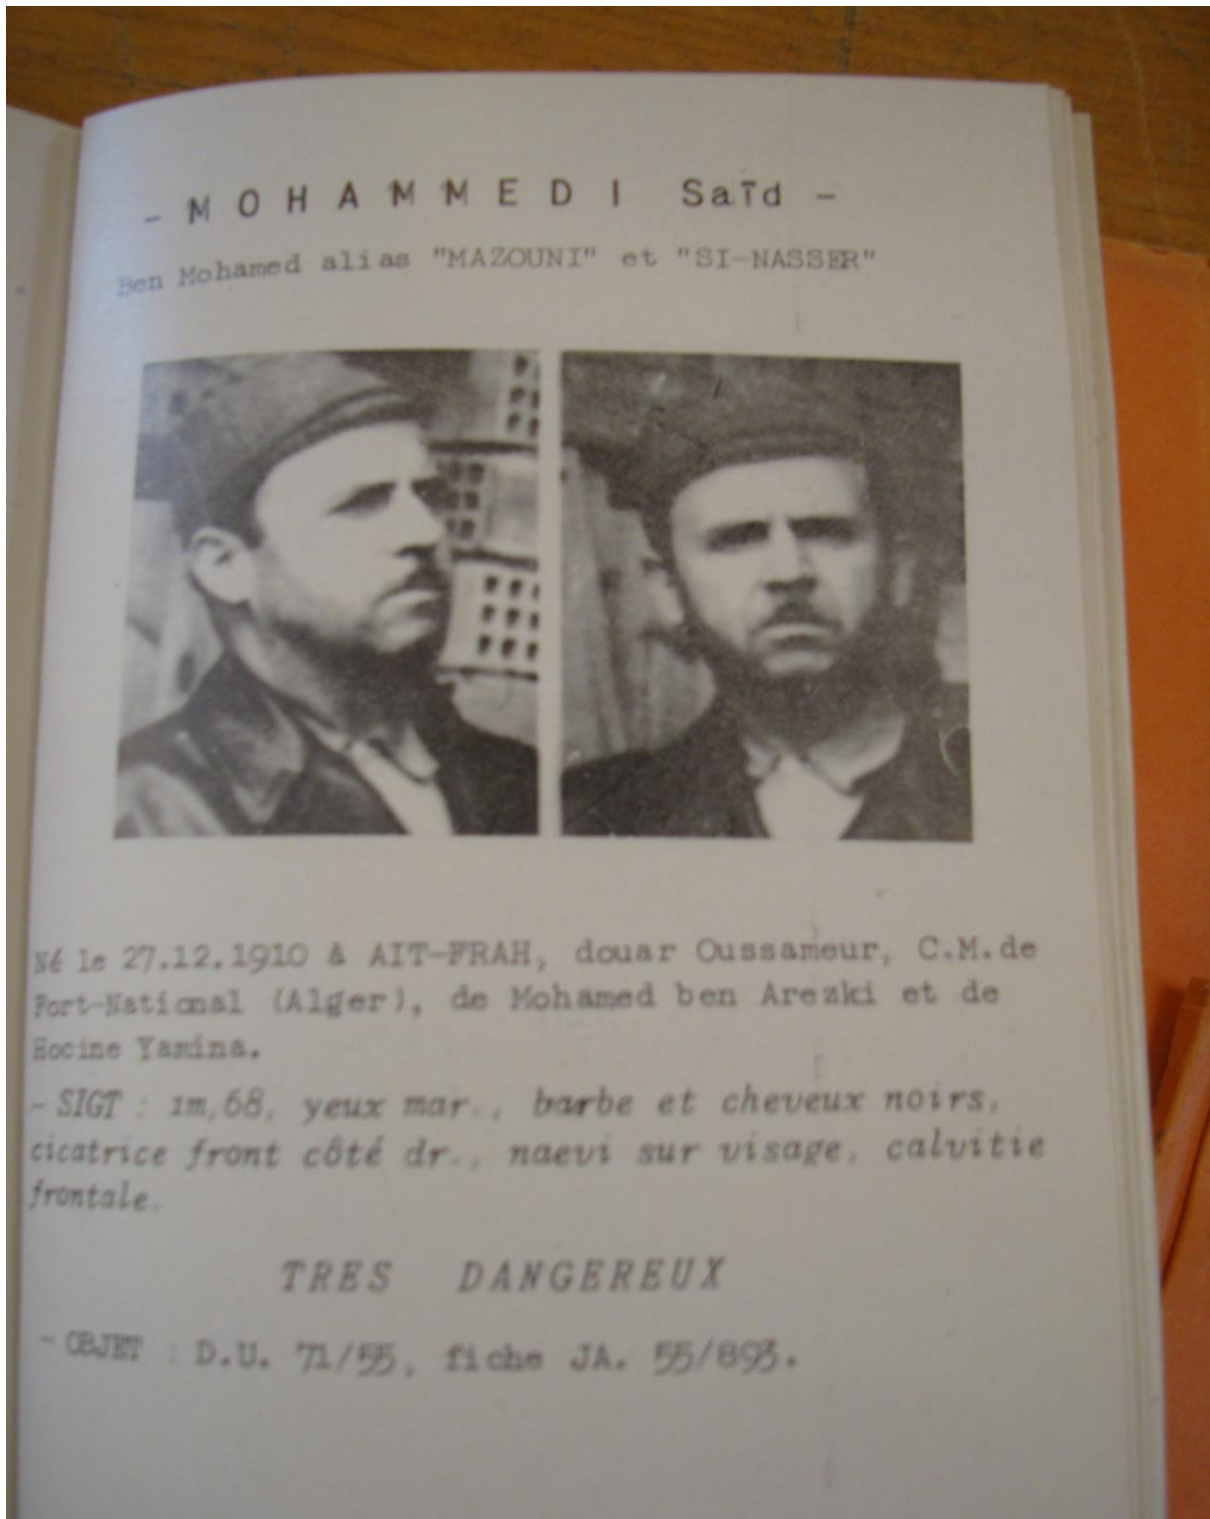 - MOHAMMEDI Saïd -
Ben Mohamed alias "MAZOUNI" et "SI-NASSER"
Né le 27.12.1910 à AIT-FRAH, douar Oussameur, C.M. de
Fort-National (Alger), de Mohamed ben Arezki et de
Hocine Yamina.
- SIGT : 1m,68, yeux mar., barbe et cheveux noirs,
cicatrice front côté dr., naevi sur visage, calvitie
frontale.
TRES DANGEREUX
- OBJET : D.U. 71/55, fiche JA. 55/893.